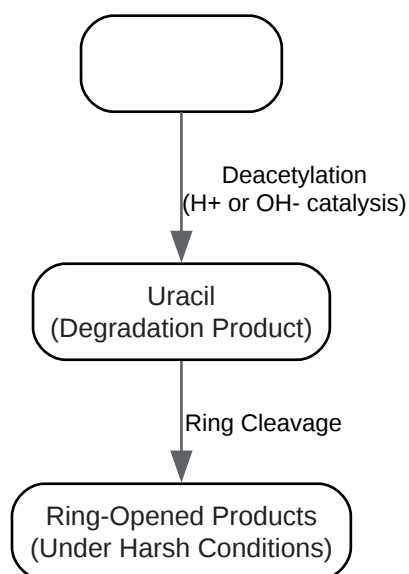 Deacetylation
(H+ or OH- catalysis)
Uracil
(Degradation Product)
Ring Cleavage
Ring-Opened Products
(Under Harsh Conditions)